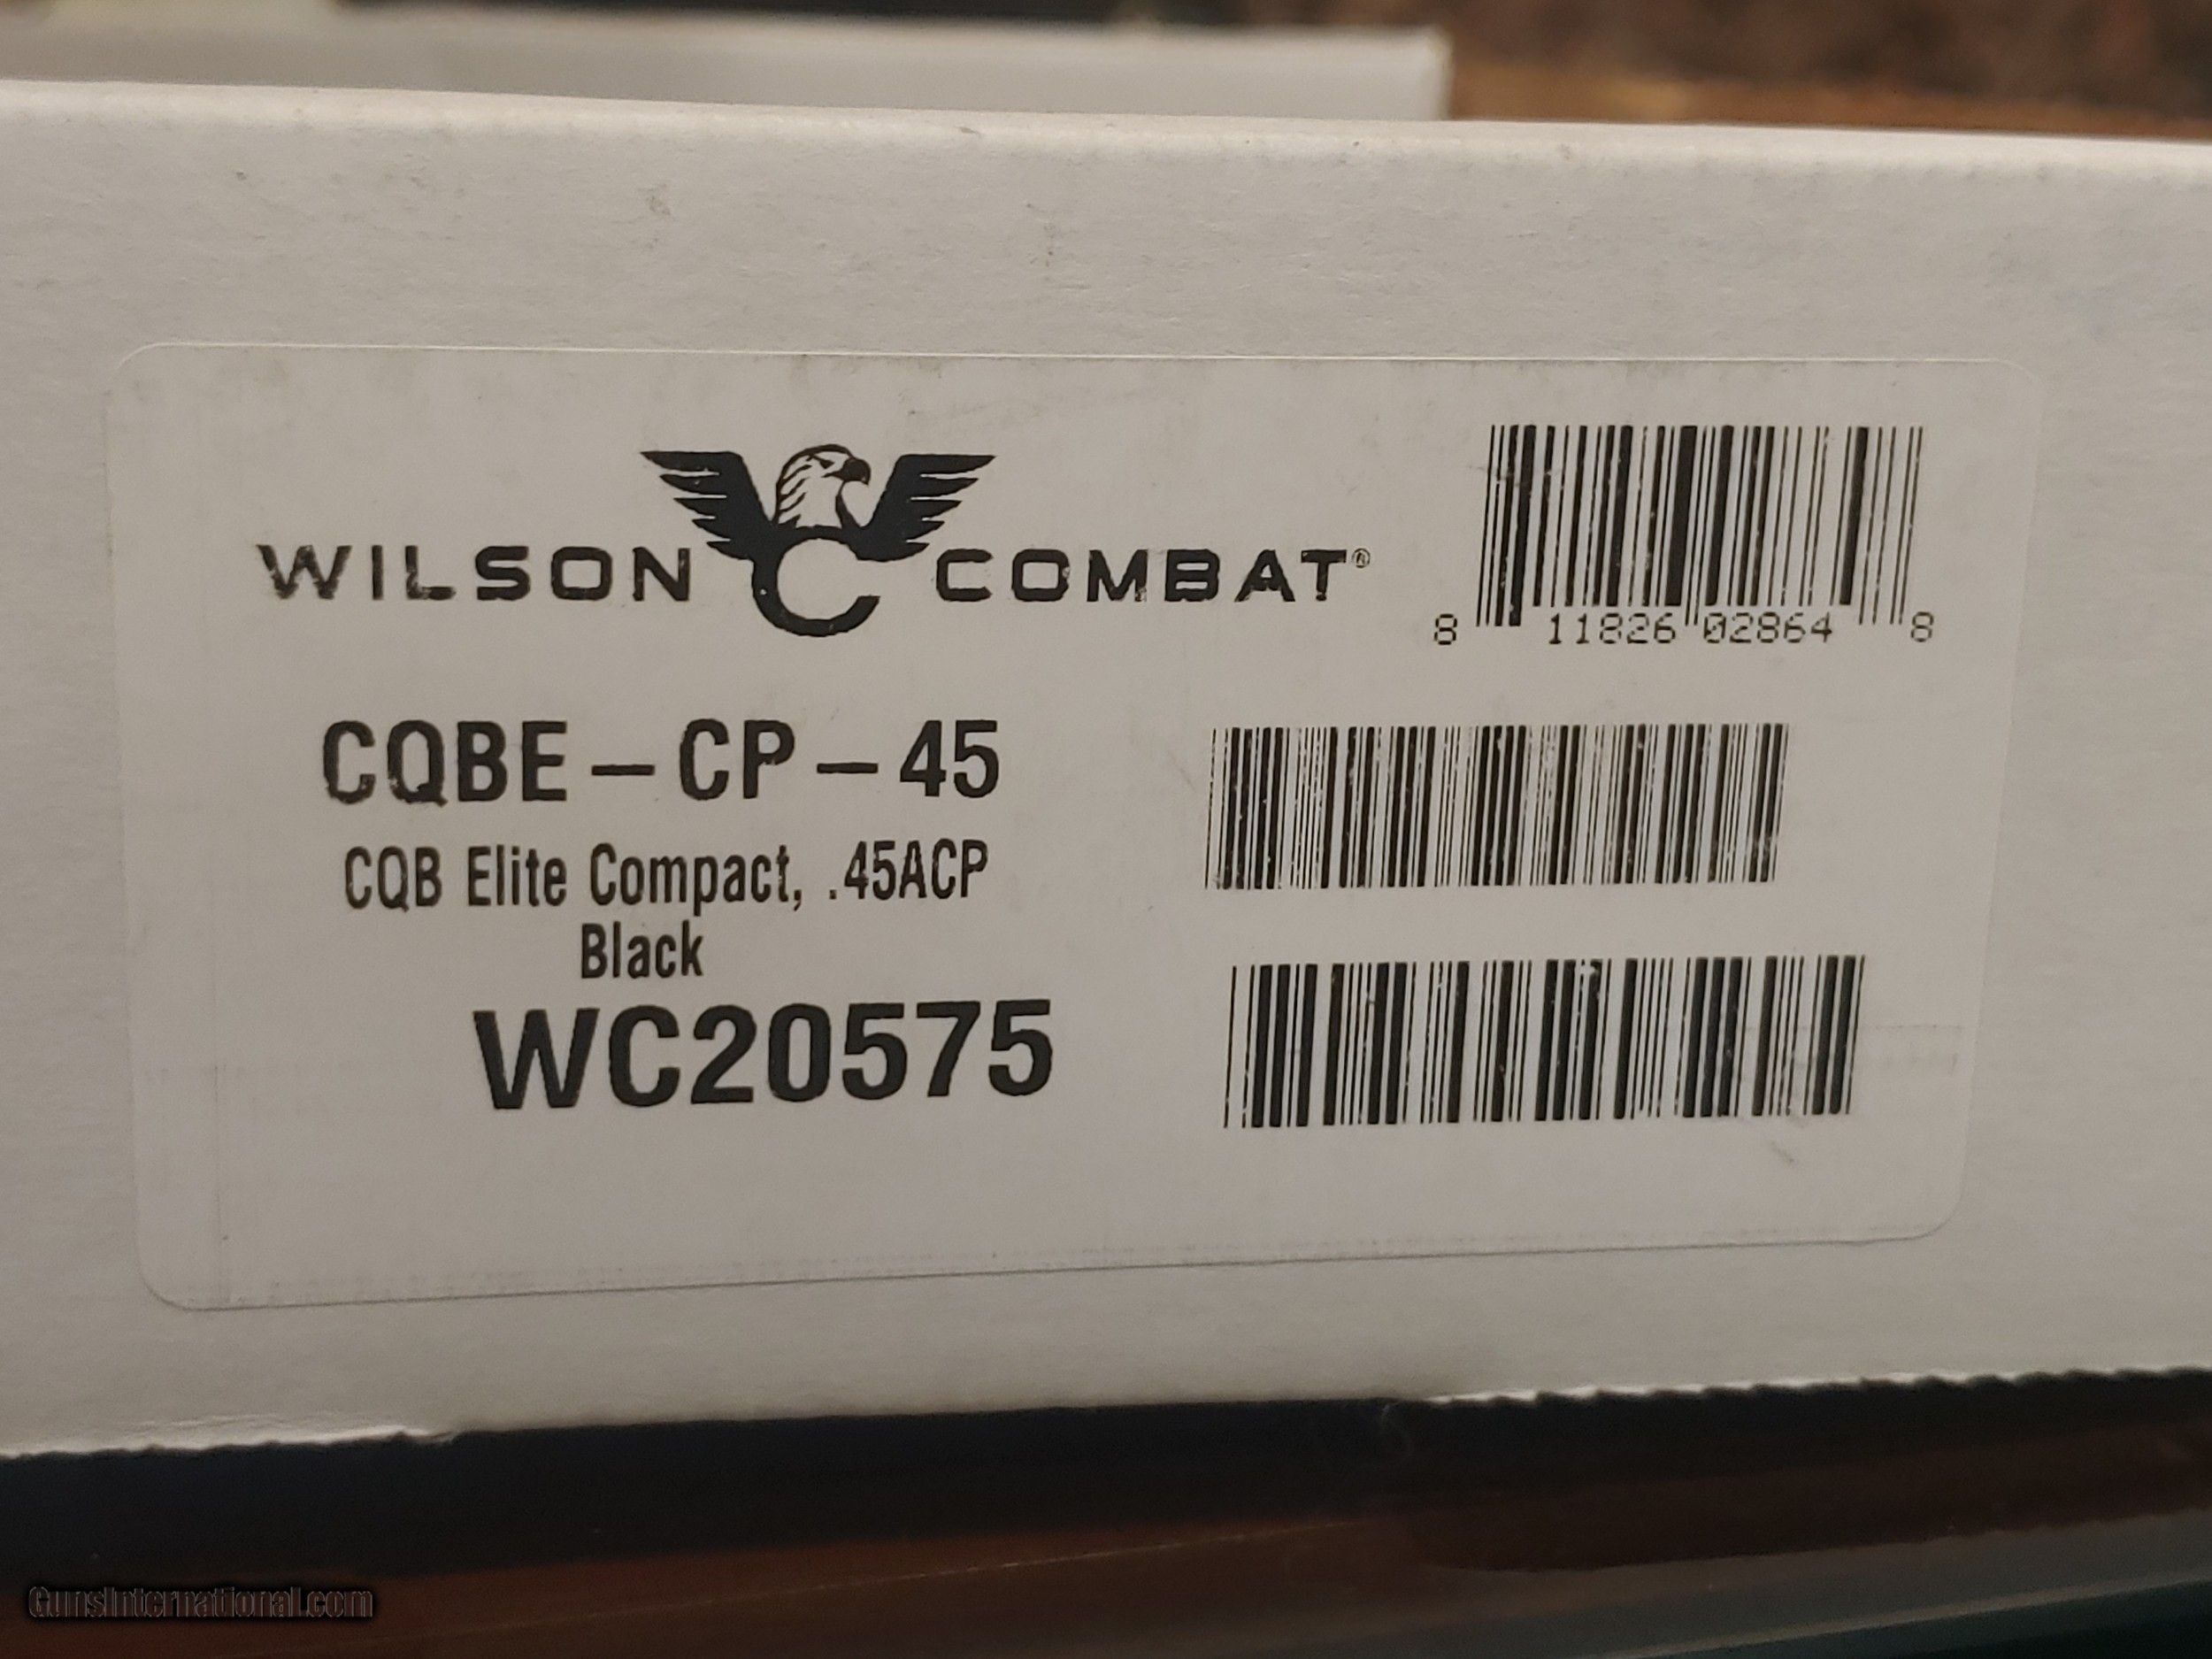 WILSON COMBAT®
8 11826 02864 8
CQBE-CP-45
CQB Elite Compact, .45ACP
Black
WC20575
GunsInternational.com